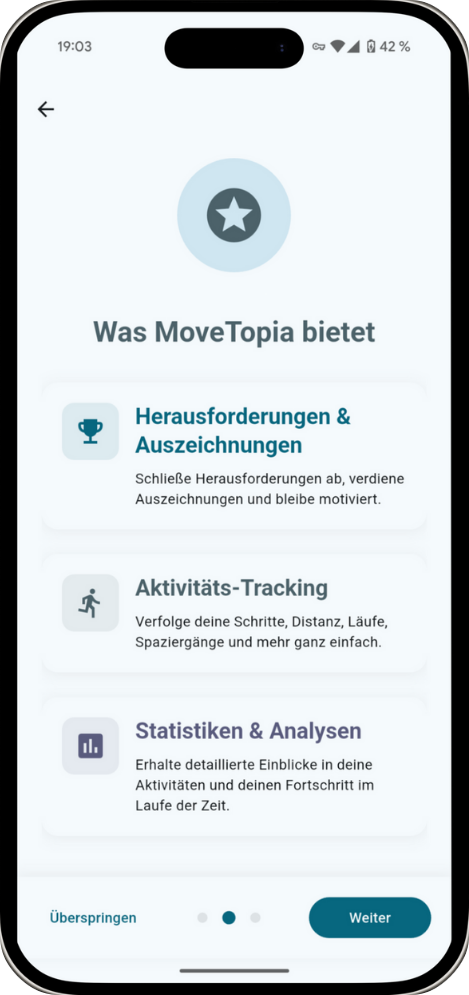 19:03
42 %
Was MoveTopia bietet
Herausforderungen &
Auszeichnungen
Schließe Herausforderungen ab, verdiene
Auszeichnungen und bleibe motiviert.
Aktivitäts-Tracking
Verfolge deine Schritte, Distanz, Läufe,
Spaziergänge und mehr ganz einfach.
Statistiken & Analysen
Erhalte detaillierte Einblicke in deine
Aktivitäten und deinen Fortschritt im
Laufe der Zeit.
Überspringen
Weiter